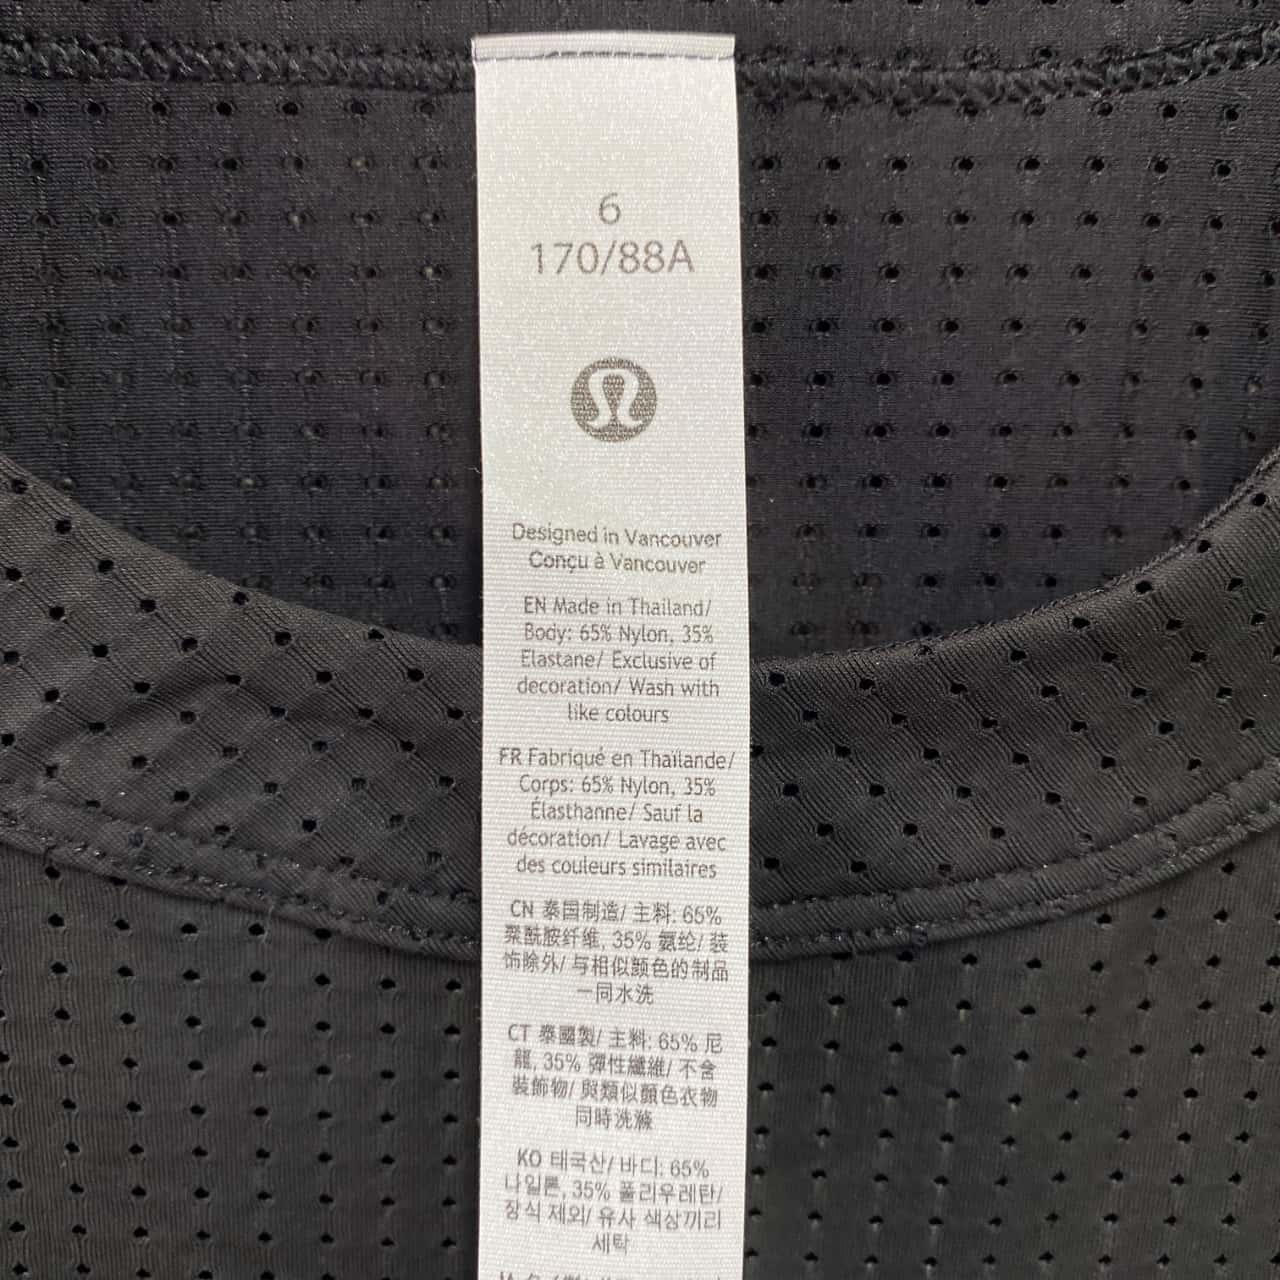 6
170/88A
Designed in Vancouver
Conçu à Vancouver
EN Made in Thailand/
Body: 65% Nylon, 35%
Elastane/ Exclusive of
decoration/ Wash with
like colours
FR Fabriqué en Thaïlande/
Corps: 65% Nylon, 35%
Élasthanne/ Sauf la
décoration/ Lavage avec
des couleurs similaires
CN 泰国制造/ 主料: 65%
聚酰胺纤维, 35% 氨纶/ 装
饰除外/ 与相似颜色的制品
一同水洗
CT 泰國製/ 主料: 65% 尼
龍, 35% 彈性纖維/ 不含
裝飾物/ 與類似顏色衣物
同時洗滌
KO 태국산/ 바디: 65%
나일론, 35% 폴리우레탄/
장식 제외/ 유사 색상끼리
세탁